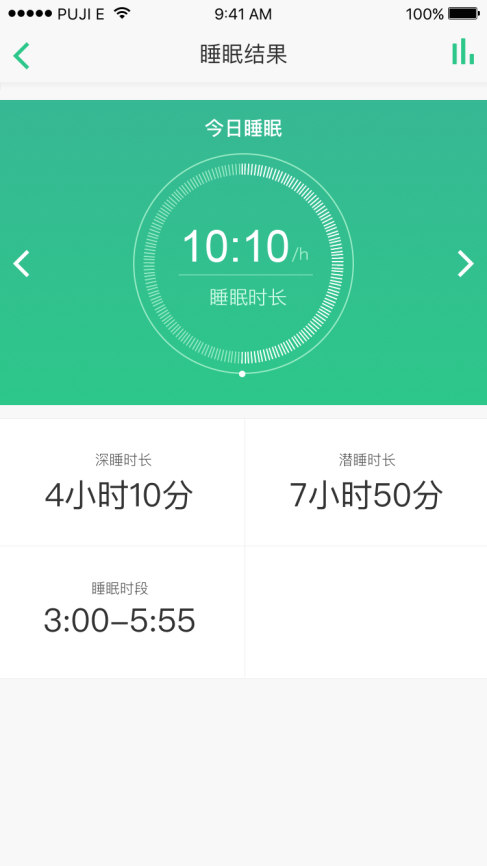 PUJI E 9:41 AM 100%
睡眠结果
今日睡眠
10:10/h
睡眠时长
深睡时长 潜睡时长
4小时10分 7小时50分
睡眠时段
3:00–5:55